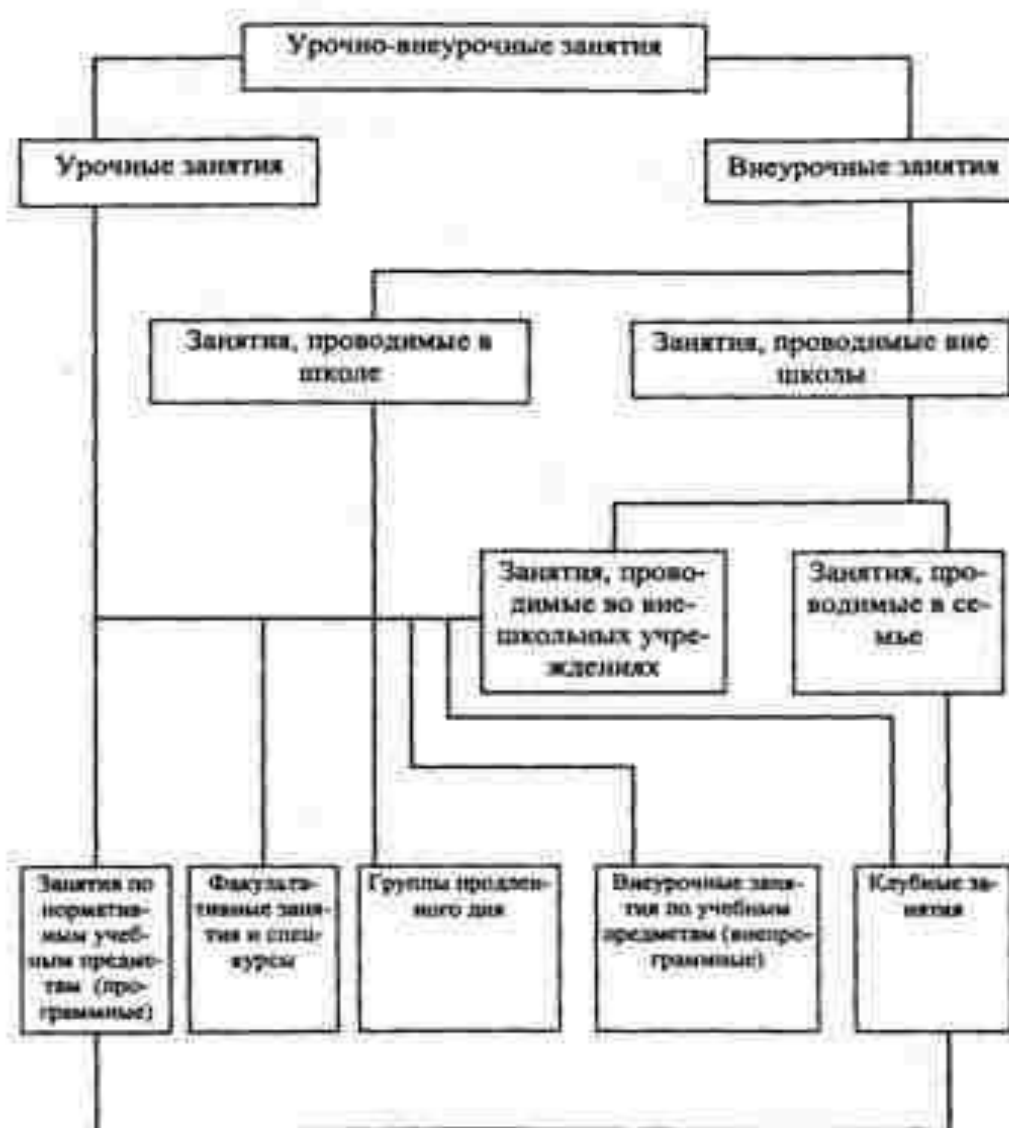 Урочно-внеурочные занятия
Урочные занятия
Внеурочные занятия
Занятия, проводимые в
школе
Занятия, проводимые вне
школы
Занятия, прово-
димые во вне-
школьных учре-
ждениях
Занятия, про-
водимые в се-
мье
Занятия по
норматив-
ным учеб-
ным предме-
там (про-
граммные)
Факульта-
тивные заня-
тия и спец-
курсы
Группы продлен-
ного дня
Внеурочные заня-
тия по учебным
предметам (внепро-
граммные)
Клубные за-
нятия